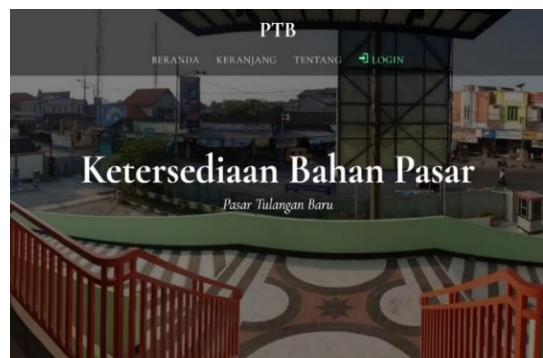 PTB
BERANDA KERANJANG TENTANG LOGIN
Ketersediaan Bahan Pasar
Pasar Tulangan Baru